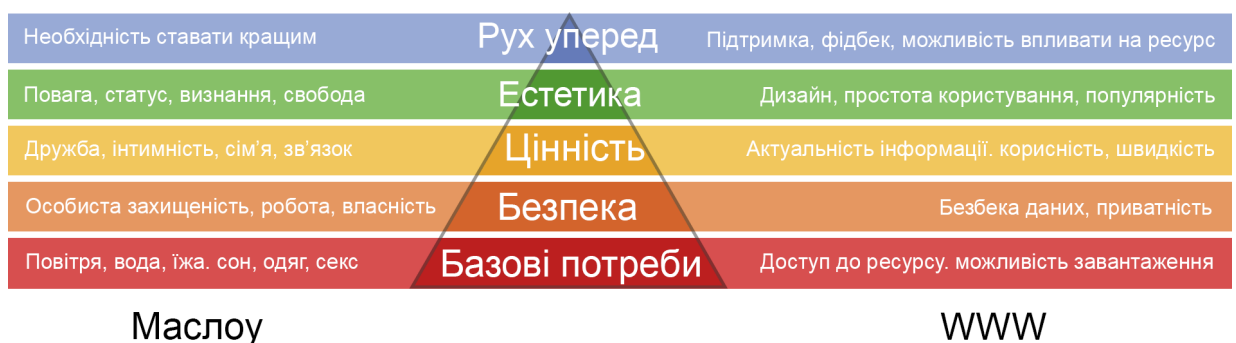 Необхідність ставати кращим Рух уперед Підтримка, фідбек, можливість впливати на ресурс
Повага, статус, визнання, свобода Естетика Дизайн, простота користування, популярність
Дружба, інтимність, сім'я, зв'язок Цінність Актуальність інформації. корисність, швидкість
Особиста захищеність, робота, власність Безпека Безбека даних, приватність
Повітря, вода, їжа. сон, одяг, секс Базові потреби Доступ до ресурсу. можливість завантаження
Маслоу WWW